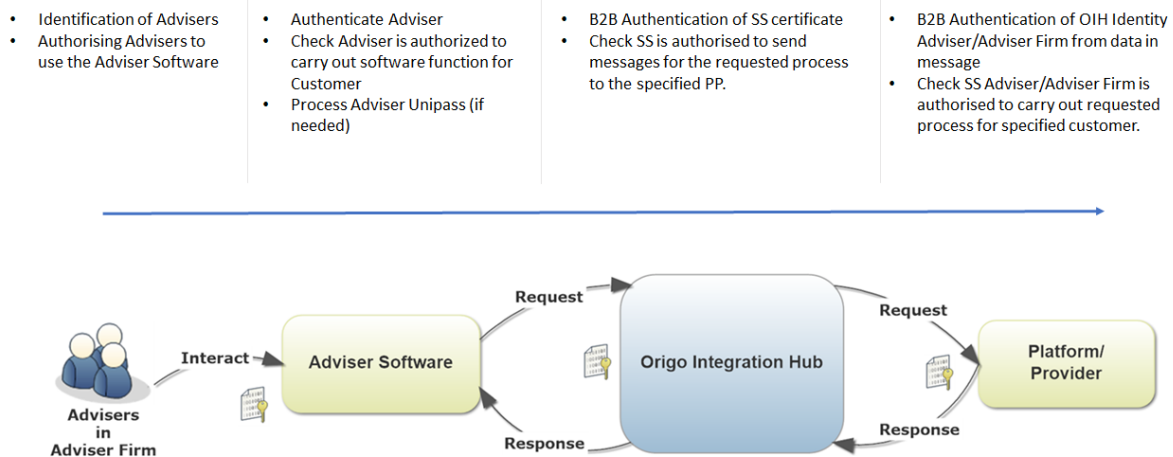 • Identification of Advisers
• Authorising Advisers to
use the Adviser Software
• Authenticate Adviser
• Check Adviser is authorized to
carry out software function for
Customer
• Process Adviser Unipass (if
needed)
• B2B Authentication of SS certificate
• Check SS is authorised to send
messages for the requested process
to the specified PP.
• B2B Authentication of OIH Identity
Adviser/Adviser Firm from data in
message
• Check SS Adviser/Adviser Firm is
authorised to carry out requested
process for specified customer.
Advisers
in
Adviser Firm
Interact
Adviser Software
Request
Response
Origo Integration Hub
Request
Response
Platform/
Provider